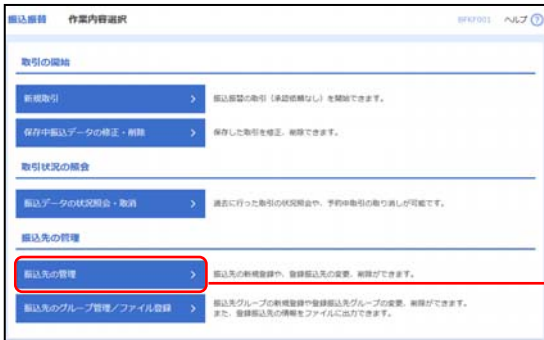 振込振替 作業内容選択 BFKF001 ヘルプ ?
取引の開始
新規取引 振込振替の取引（承認依頼なし）を開始できます。
保存中振込データの修正・削除 保存した取引を修正、削除できます。
取引状況の照会
振込データの状況照会・取消 過去に行った取引の状況照会や、予約中取引の取り消しが可能です。
振込先の管理
振込先の管理 振込先の新規登録や、登録振込先の変更、削除ができます。
振込先のグループ管理／ファイル登録 振込先グループの新規登録や登録振込先グループの変更、削除ができます。
また、登録振込先の情報をファイルに出力できます。